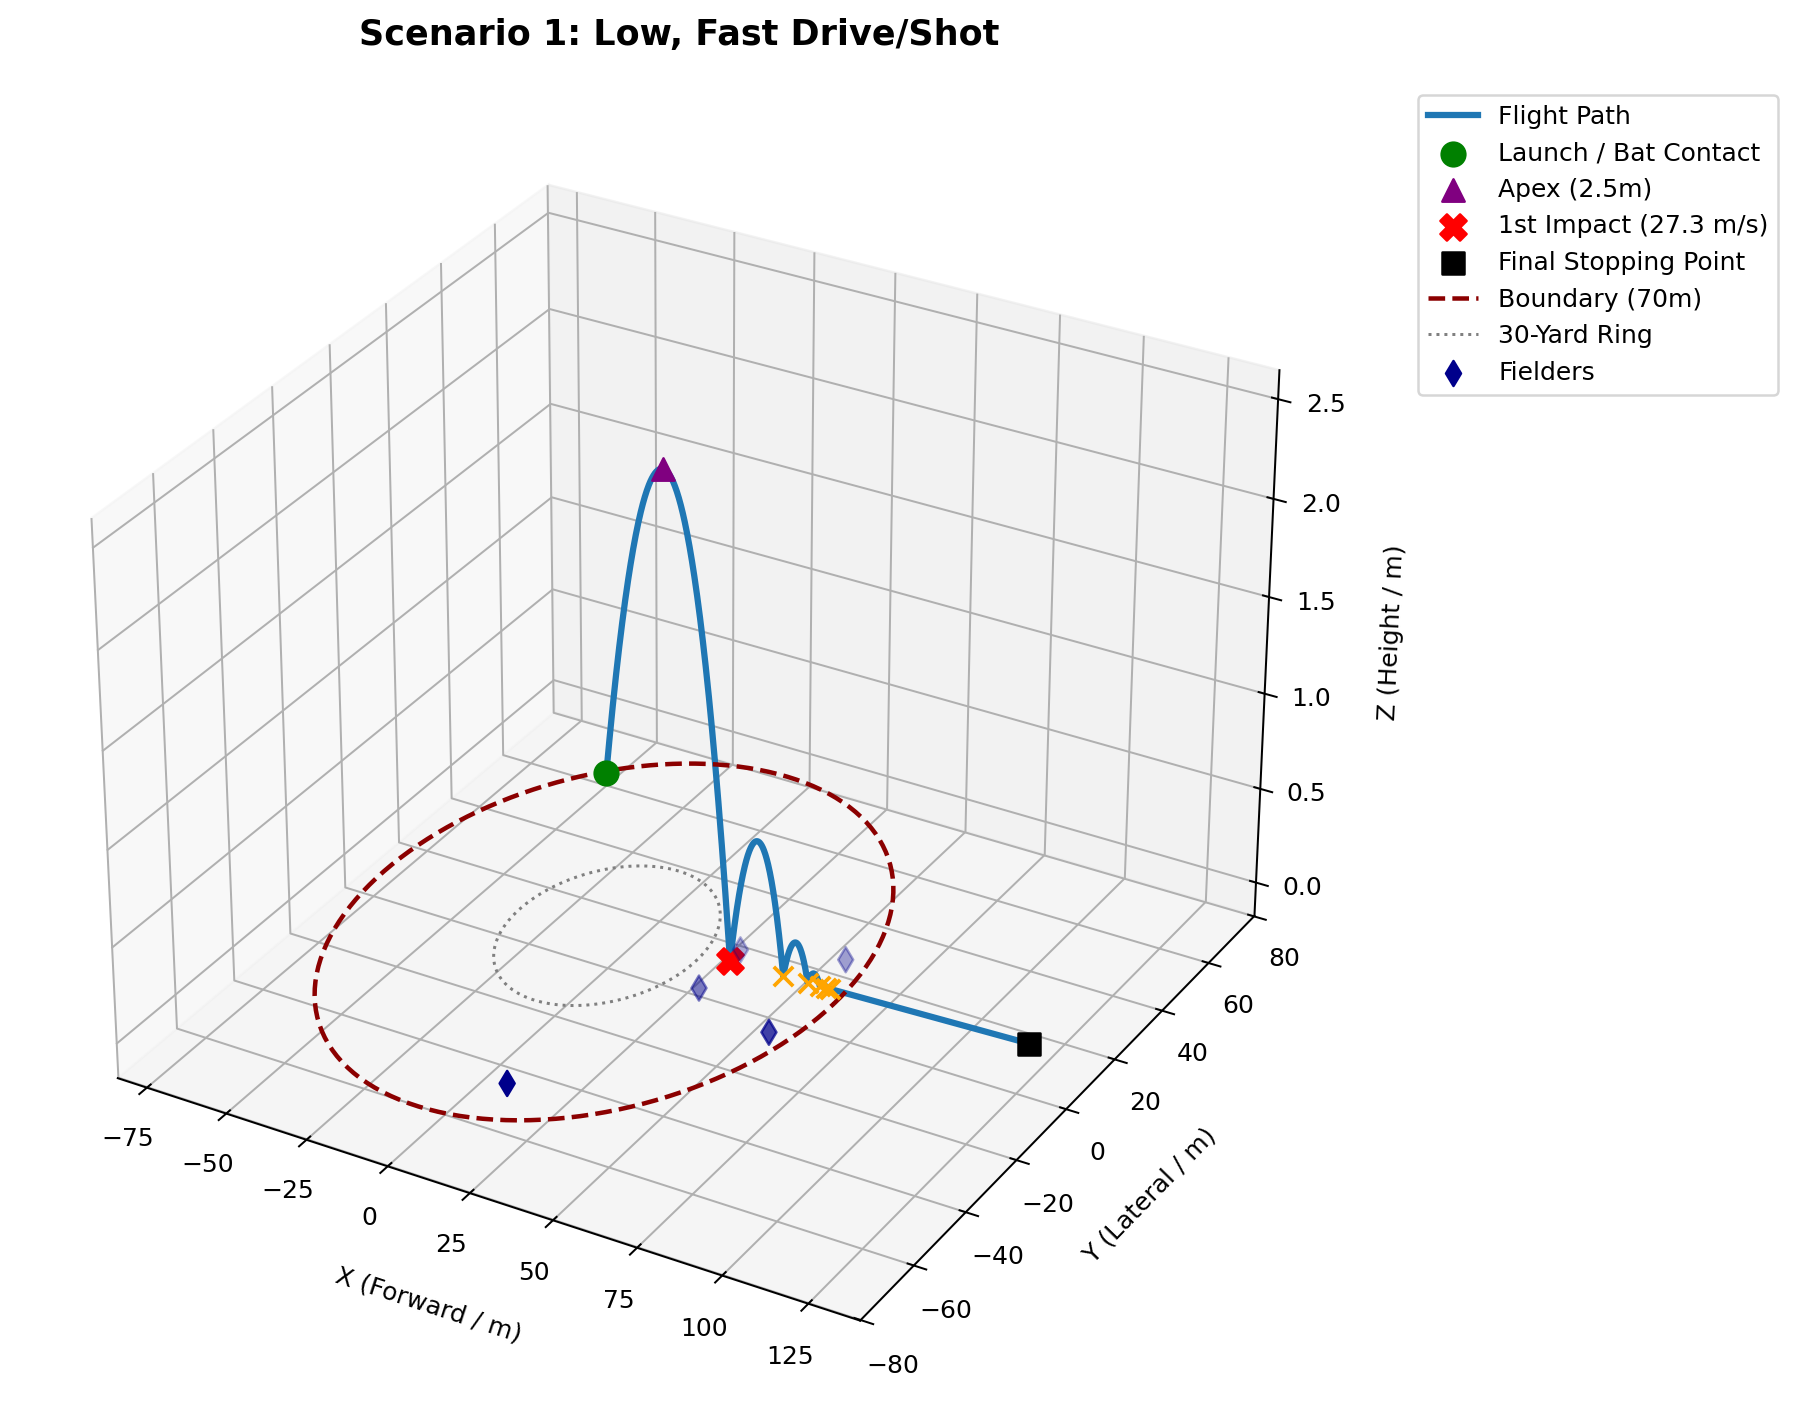 Scenario 1: Low, Fast Drive/Shot
Flight Path
Launch / Bat Contact
Apex (2.5m)
1st Impact (27.3 m/s)
Final Stopping Point
Boundary (70m)
30-Yard Ring
Fielders
2.5
2.0
1.5
1.0
0.5
0.0
Z (Height / m)
80
60
40
20
0
−20
−40
−60
−80
Y (Lateral / m)
−75
−50
−25
0
25
50
75
100
125
X (Forward / m)